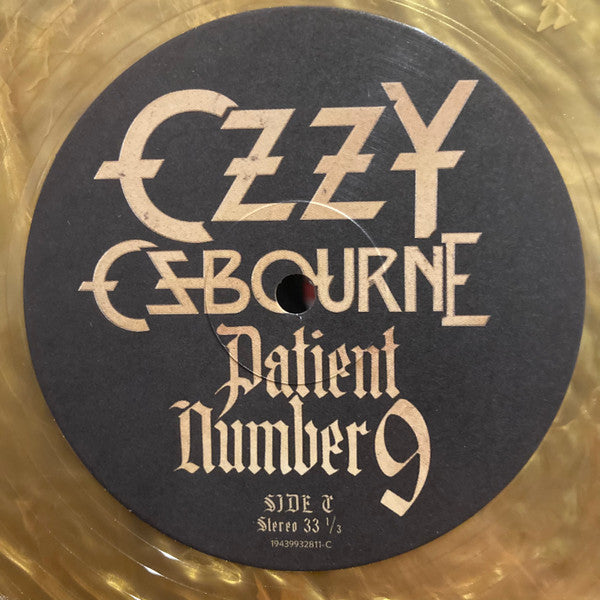 OZZY
OSBOURNE
Patient
Number 9
SIDE C
Stereo 33 1/3
19439932811-C